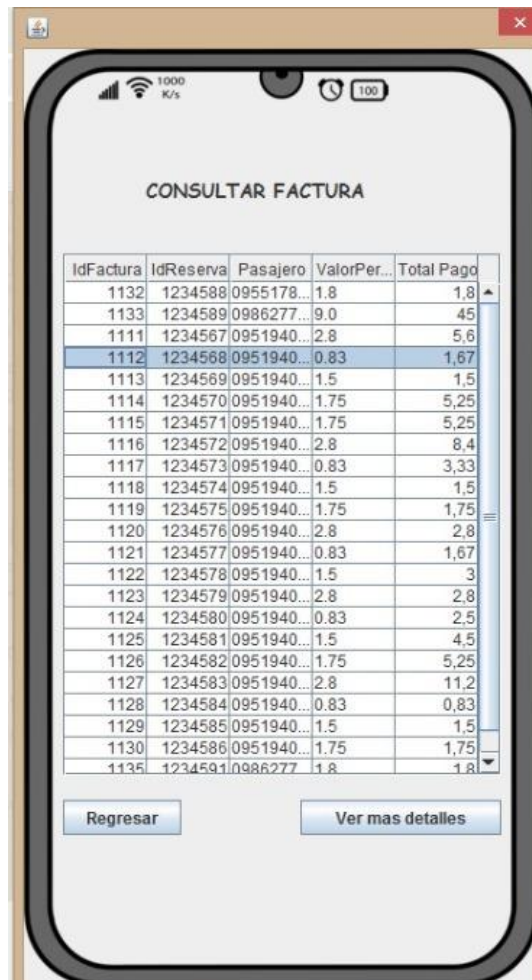 1000
K/s
100
CONSULTAR FACTURA
IdFactura IdReserva Pasajero ValorPer... Total Pago
1132 1234588 0955178... 1.8 1,8
1133 1234589 0986277... 9.0 45
1111 1234567 0951940... 2.8 5,6
1112 1234568 0951940... 0.83 1,67
1113 1234569 0951940... 1.5 1,5
1114 1234570 0951940... 1.75 5,25
1115 1234571 0951940... 1.75 5,25
1116 1234572 0951940... 2.8 8,4
1117 1234573 0951940... 0.83 3,33
1118 1234574 0951940... 1.5 1,5
1119 1234575 0951940... 1.75 1,75
1120 1234576 0951940... 2.8 2,8
1121 1234577 0951940... 0.83 1,67
1122 1234578 0951940... 1.5 3
1123 1234579 0951940... 2.8 2,8
1124 1234580 0951940... 0.83 2,5
1125 1234581 0951940... 1.5 4,5
1126 1234582 0951940... 1.75 5,25
1127 1234583 0951940... 2.8 11,2
1128 1234584 0951940... 0.83 0,83
1129 1234585 0951940... 1.5 1,5
1130 1234586 0951940... 1.75 1,75
1135 1234591 0986277... 1.8 1.8
Regresar Ver mas detalles